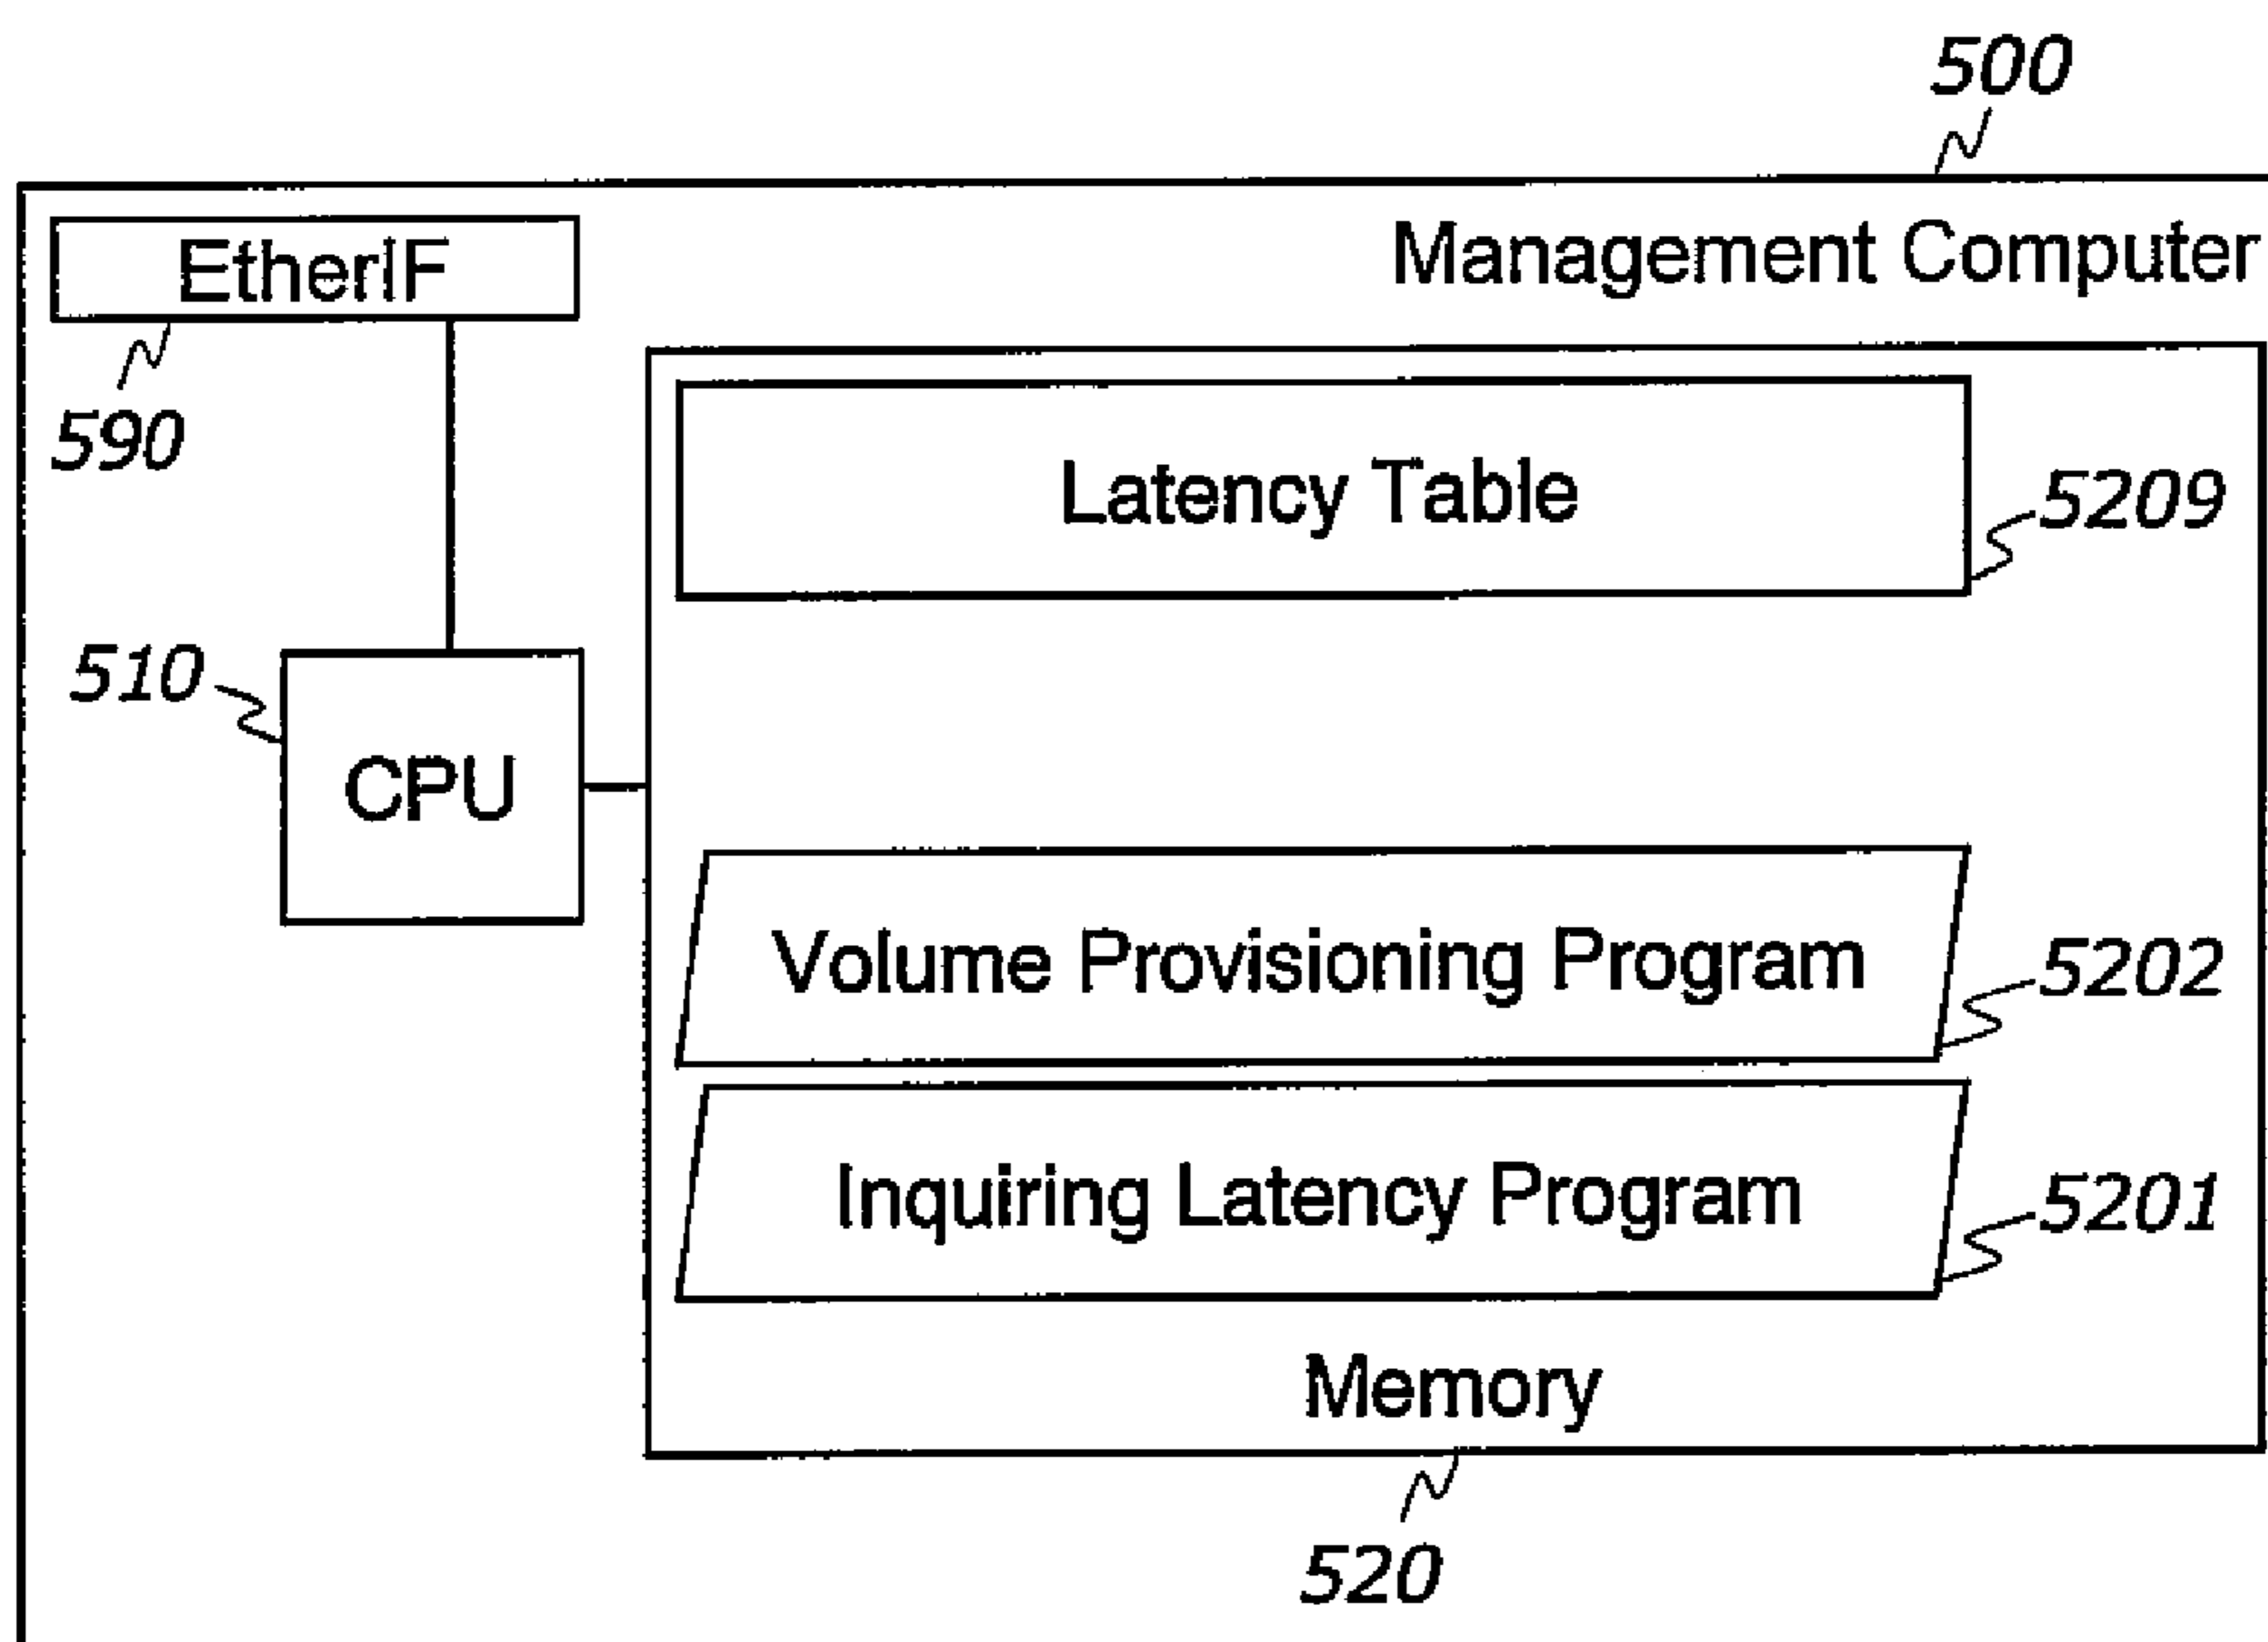 500
EtherIF
Management Computer
590
Latency Table
5209
510
CPU
Volume Provisioning Program
5202
Inquiring Latency Program
5201
Memory
520